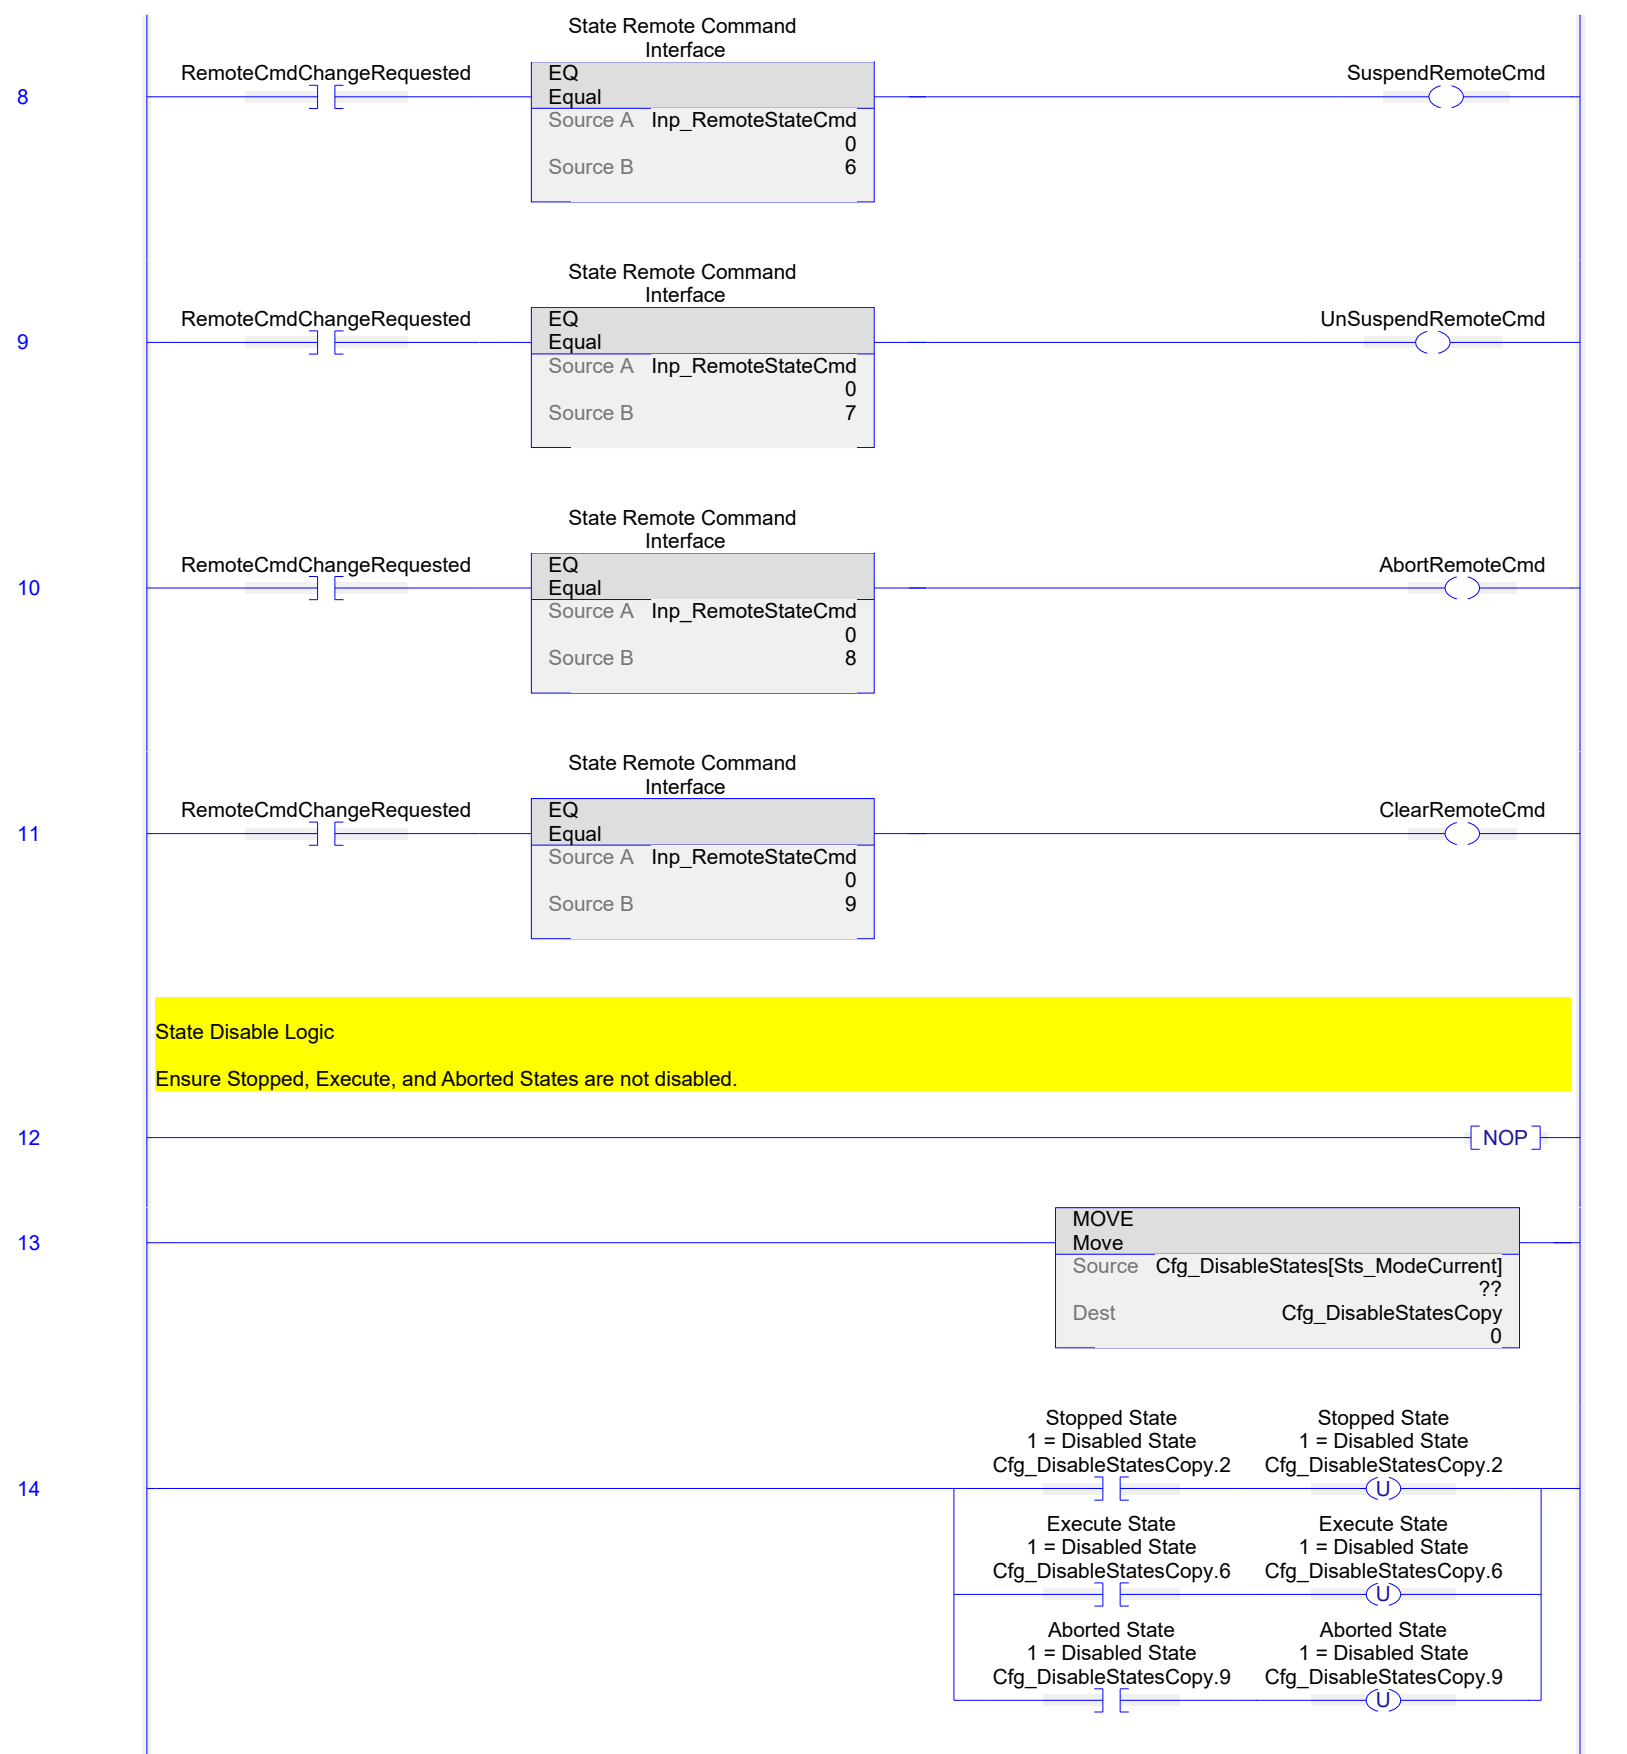 State Remote Command
Interface
RemoteCmdChangeRequested
EQ
SuspendRemoteCmd
8
Equal
Source A Inp_RemoteStateCmd
0
Source B 6
State Remote Command
Interface
RemoteCmdChangeRequested
EQ
UnSuspendRemoteCmd
9
Equal
Source A Inp_RemoteStateCmd
0
Source B 7
State Remote Command
Interface
RemoteCmdChangeRequested
EQ
AbortRemoteCmd
10
Equal
Source A Inp_RemoteStateCmd
0
Source B 8
State Remote Command
Interface
RemoteCmdChangeRequested
EQ
ClearRemoteCmd
11
Equal
Source A Inp_RemoteStateCmd
0
Source B 9
State Disable Logic
Ensure Stopped, Execute, and Aborted States are not disabled.
12
NOP
MOVE
13
Move
Source Cfg_DisableStates[Sts_ModeCurrent]
??
Dest Cfg_DisableStatesCopy
0
Stopped State Stopped State
1 = Disabled State 1 = Disabled State
Cfg_DisableStatesCopy.2 Cfg_DisableStatesCopy.2
14
U
Execute State Execute State
1 = Disabled State 1 = Disabled State
Cfg_DisableStatesCopy.6 Cfg_DisableStatesCopy.6
U
Aborted State Aborted State
1 = Disabled State 1 = Disabled State
Cfg_DisableStatesCopy.9 Cfg_DisableStatesCopy.9
U